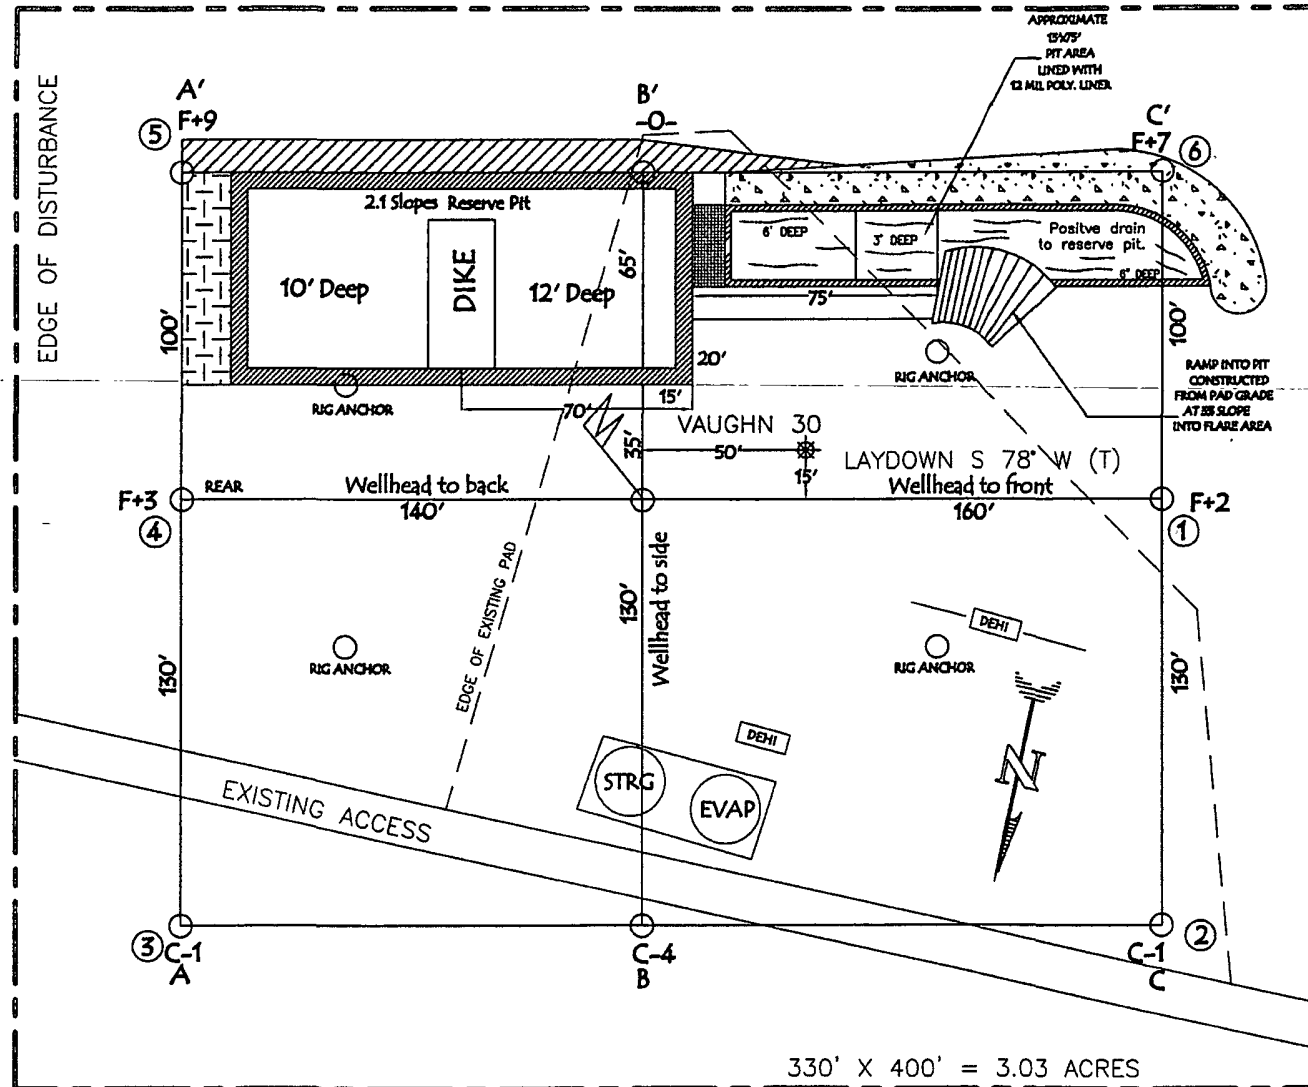 APPROXIMATE
13'X75'
PIT AREA
LINED WITH
12 MIL POLY. LINER
EDGE OF DISTURBANCE
A'
F+9
5
B'
-0-
C'
F+7
6
2.1 Slopes Reserve Pit
10' Deep
DIKE
12' Deep
65'
6' DEEP
3' DEEP
Positve drain
to reserve pit.
6" DEEP
75'
100'
100'
20'
15'
70'
RIG ANCHOR
RIG ANCHOR
RAMP INTO PIT
CONSTRUCTED
FROM PAD GRADE
INTO FLARE AREA
VAUGHN 30
35'
50'
15'
LAYDOWN S 78° W (T)
F+3
REAR
Wellhead to back
140'
Wellhead to front
160'
F+2
4
1
130'
Wellhead to side
130'
130'
EDGE OF EXISTING PAD
RIG ANCHOR
RIG ANCHOR
DEHI
DEHI
N
STRG
EVAP
EXISTING ACCESS
3
C-1
A
C-4
B
C-1
C
2
330' X 400' = 3.03 ACRES